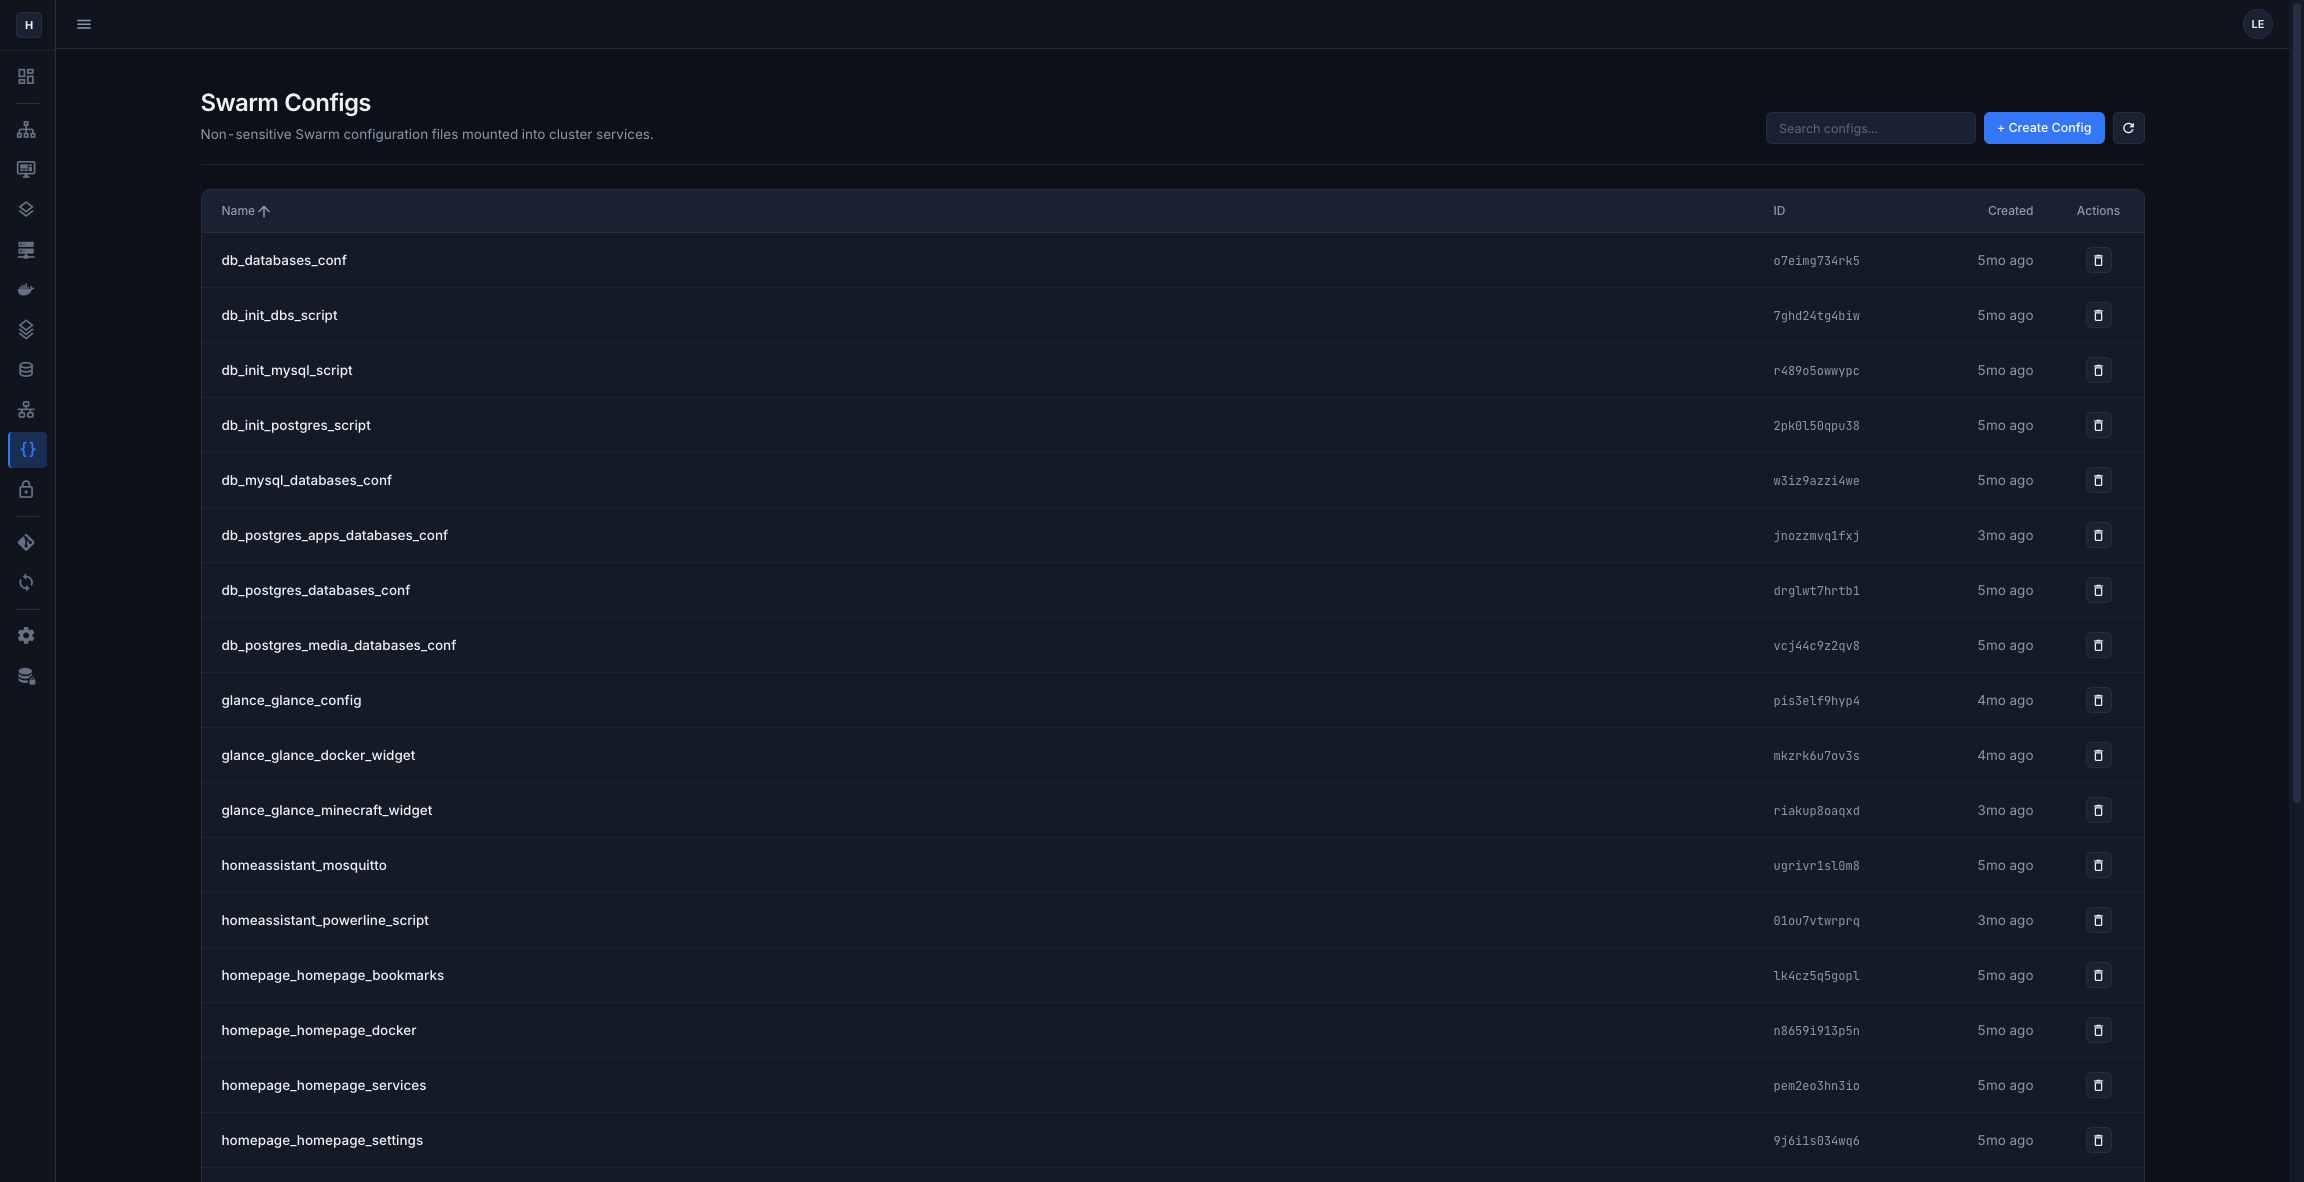 H
LE
Swarm Configs
Non-sensitive Swarm configuration files mounted into cluster services.
Search configs...
+ Create Config
Name ID Created Actions
db_databases_conf o7eimg734rk5 5mo ago
db_init_dbs_script 7ghd24tg4biw 5mo ago
db_init_mysql_script r489o5owwypc 5mo ago
db_init_postgres_script 2pk0l50qpu38 5mo ago
db_mysql_databases_conf w3iz9azzi4we 5mo ago
db_postgres_apps_databases_conf jnozzmvq1fxj 3mo ago
db_postgres_databases_conf drglwt7hrtb1 5mo ago
db_postgres_media_databases_conf vcj44c9z2qv8 5mo ago
glance_glance_config pis3elf9hyp4 4mo ago
glance_glance_docker_widget mkzrk6u7ov3s 4mo ago
glance_glance_minecraft_widget riakup8oaqxd 3mo ago
homeassistant_mosquitto ugrivr1sl0m8 5mo ago
homeassistant_powerline_script 01ou7vtwrprq 3mo ago
homepage_homepage_bookmarks lk4cz5q5gopl 5mo ago
homepage_homepage_docker n8659i913p5n 5mo ago
homepage_homepage_services pem2eo3hn3io 5mo ago
homepage_homepage_settings 9j6i1s034wq6 5mo ago